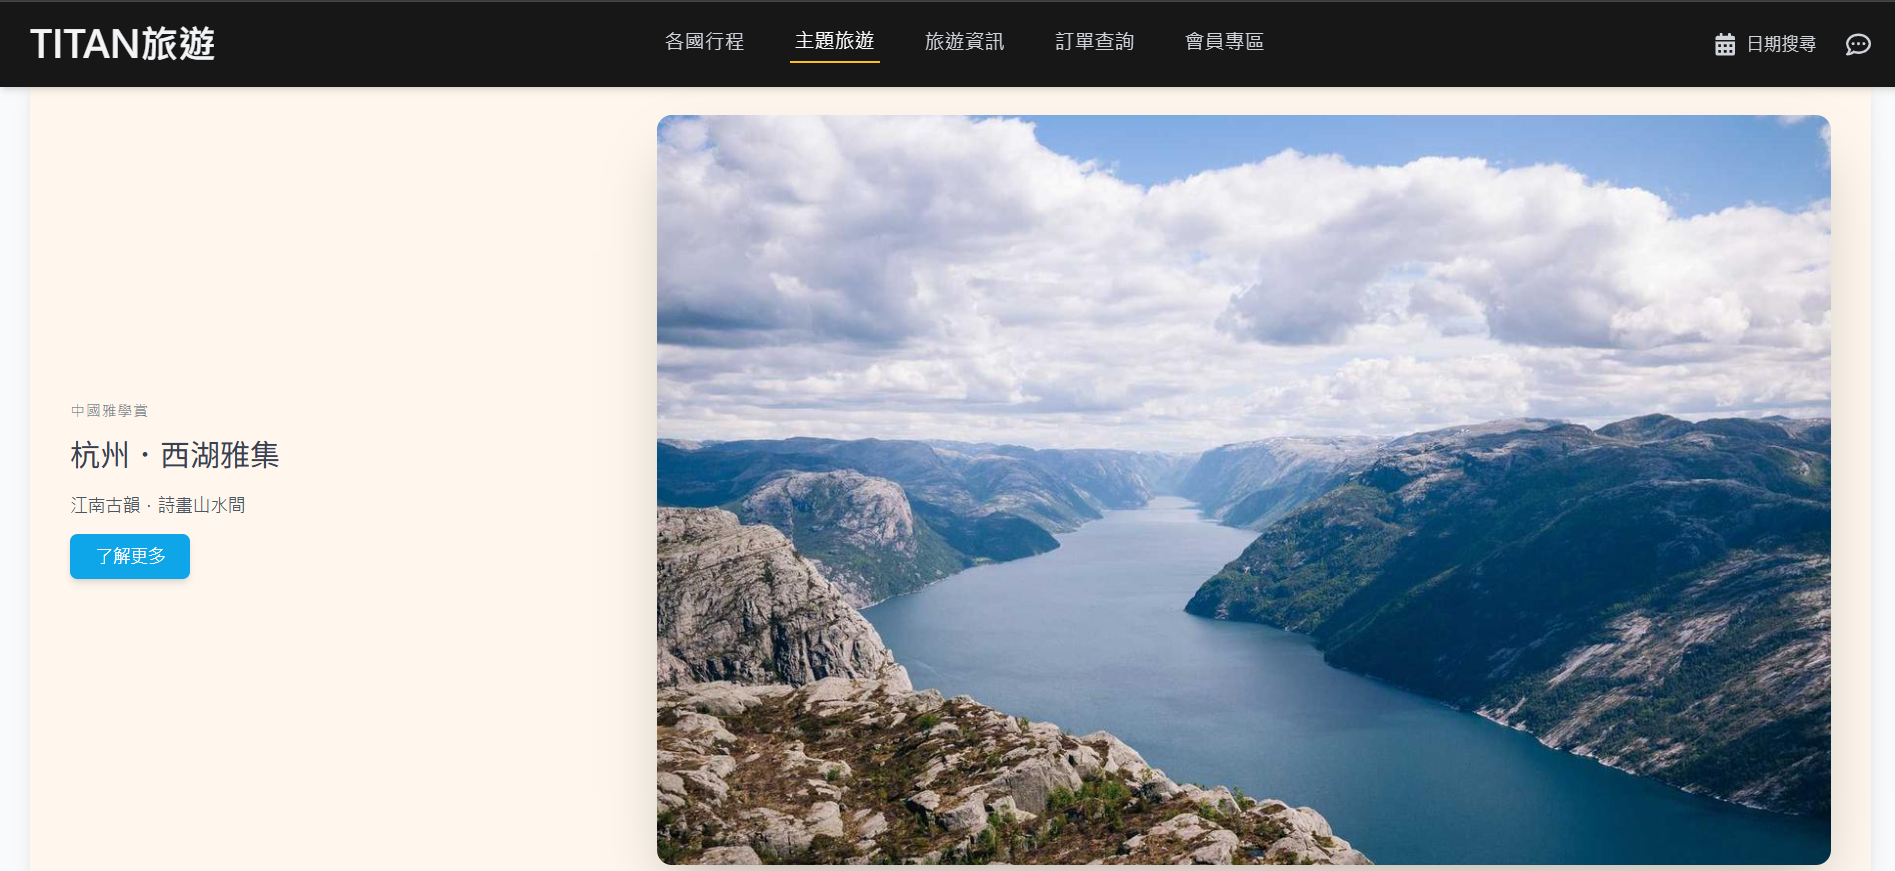 TITAN旅遊
各國行程
主題旅遊
旅遊資訊
訂單查詢
會員專區
日期搜尋
中國雅學賞
杭州・西湖雅集
江南古韻．詩畫山水間
了解更多